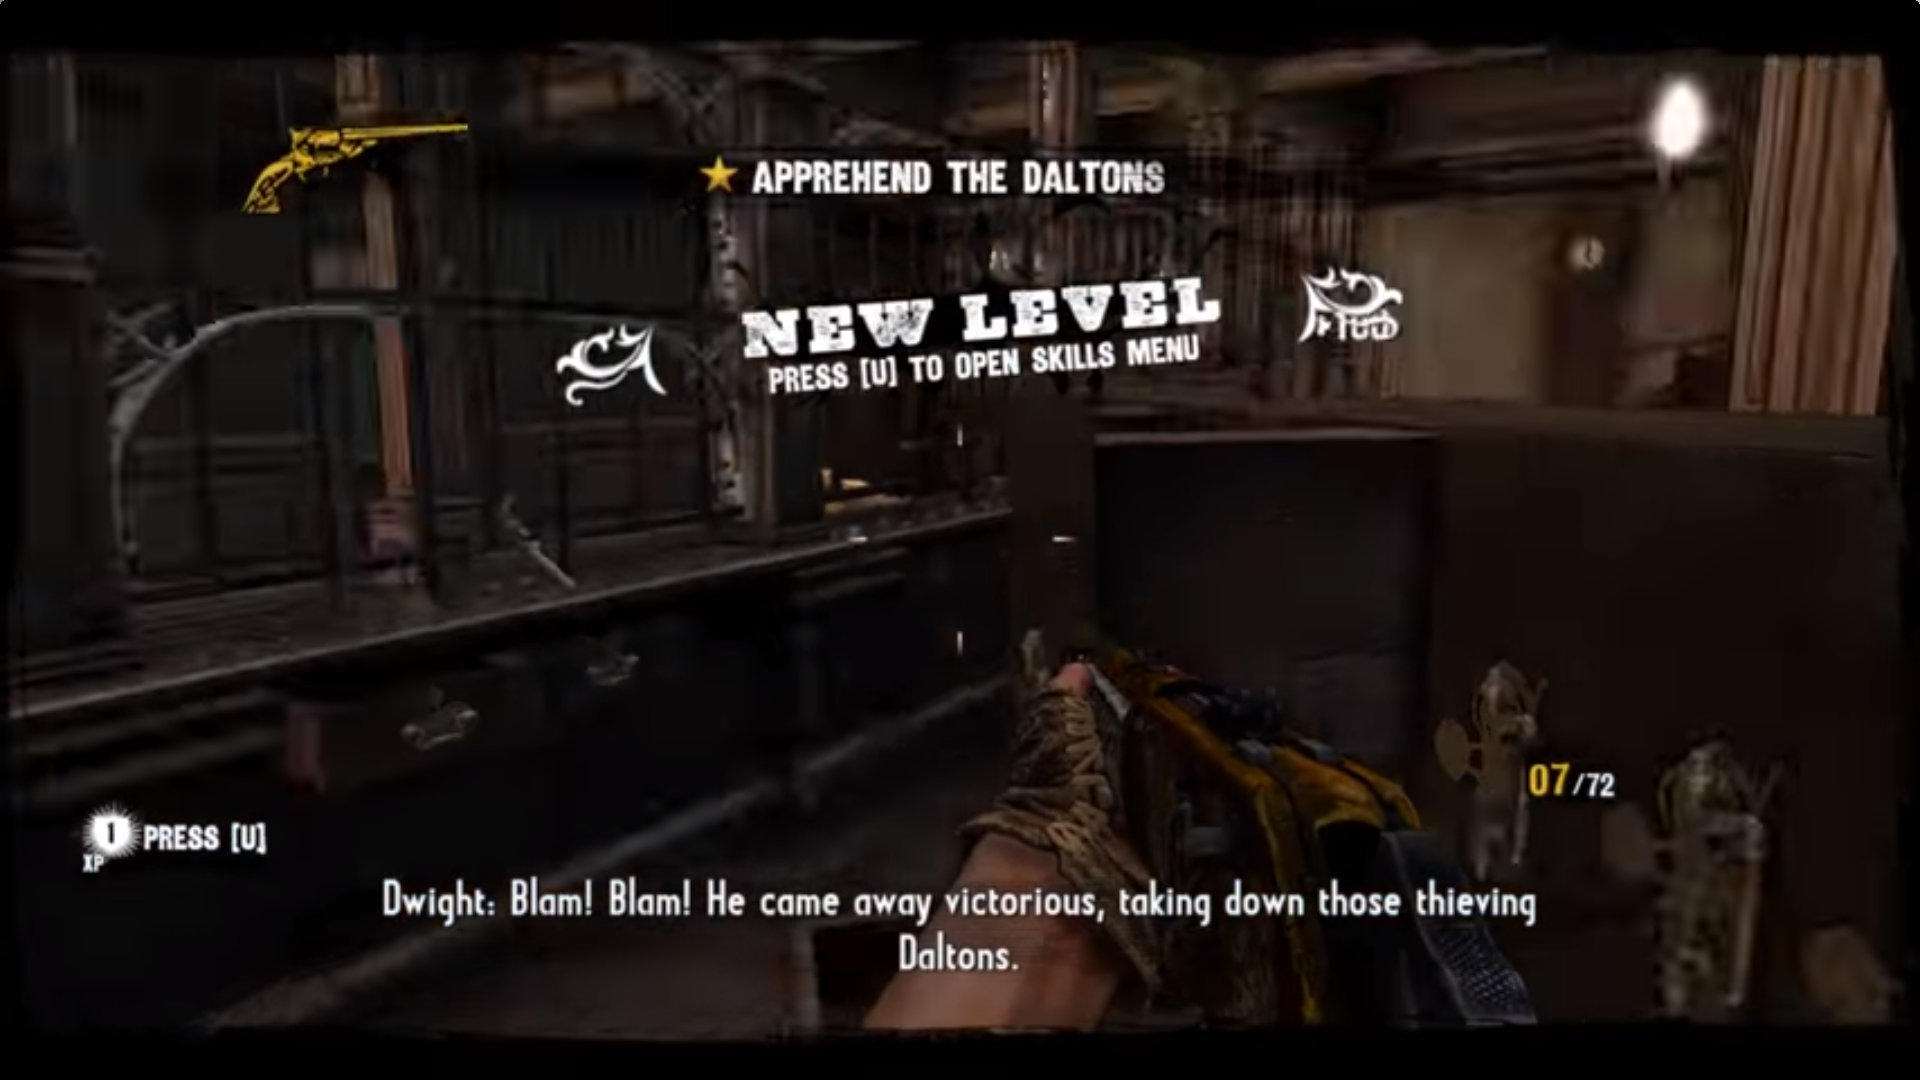 APPREHEND THE DALTONS
NEW LEVEL
PRESS [U] TO OPEN SKILLS MENU
07/72
1 PRESS [U]
XP
Dwight: Blam! Blam! He came away victorious, taking down those thieving
Daltons.